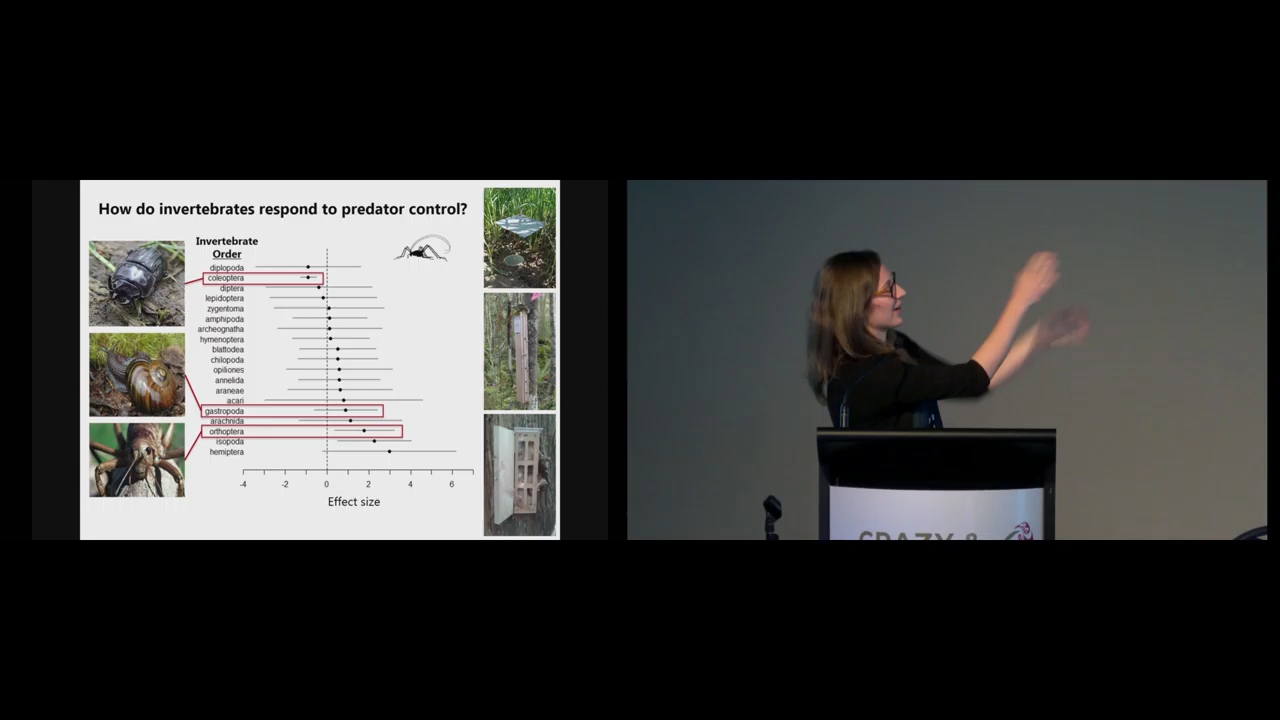 How do invertebrates respond to predator control?
Invertebrate
Order
diplopoda
coleoptera
diptera
lepidoptera
zygentoma
amphipoda
archeognatha
hymenoptera
blattodea
chilopoda
opiliones
annelida
araneae
acari
gastropoda
arachnida
orthoptera
isopoda
hemiptera
-4 -2 0 2 4 6
Effect size
CRAZY &